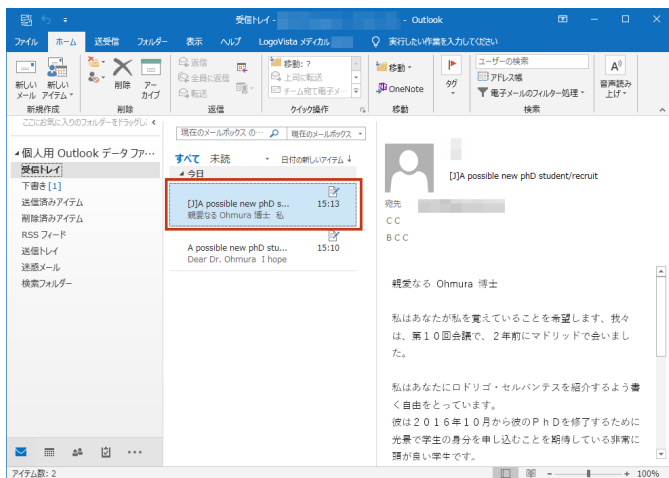 受信トレイ - - Outlook
ファイル ホーム 送受信 フォルダー 表示 ヘルプ LogoVista メディカル 実行したい作業を入力してください
新しい メール
新しい アイテム
削除
アーカイブ
返信
全員に返信
転送
移動: ?
上司に転送
チーム宛て電子メ…
移動
OneNote
タグ
ユーザーの検索
アドレス帳
電子メールのフィルター処理
音声読み上げ
新規作成 削除 返信 クイック操作 移動 検索
ここにお気に入りのフォルダーをドラッグし
個人用 Outlook データ ファ…
受信トレイ
下書き [1]
送信済みアイテム
削除済みアイテム
RSS フィード
送信トレイ
迷惑メール
検索フォルダー
現在のメールボックス の… 現在のメールボックス
すべて 未読 日付の新しいアイテム ↓
今日
[J]A possible new phD s... 15:13
親愛なる Ohmura 博士 私
A possible new phD stu... 15:10
Dear Dr. Ohmura I hope
[J]A possible new phD student/recruit
宛先
CC
BCC
親愛なる Ohmura 博士
私はあなたが私を覚えていることを希望します、我々
は、第10回会議で、2年前にマドリッドで会いまし
た。
私はあなたにロドリゴ・セルバンテスを紹介するよう書
く自由をとっています。
彼は2016年10月から彼のPhDを修了するために
光景で学生の身分を申し込むことを期待している非常に
頭が良い学生です。
アイテム数: 2
100%